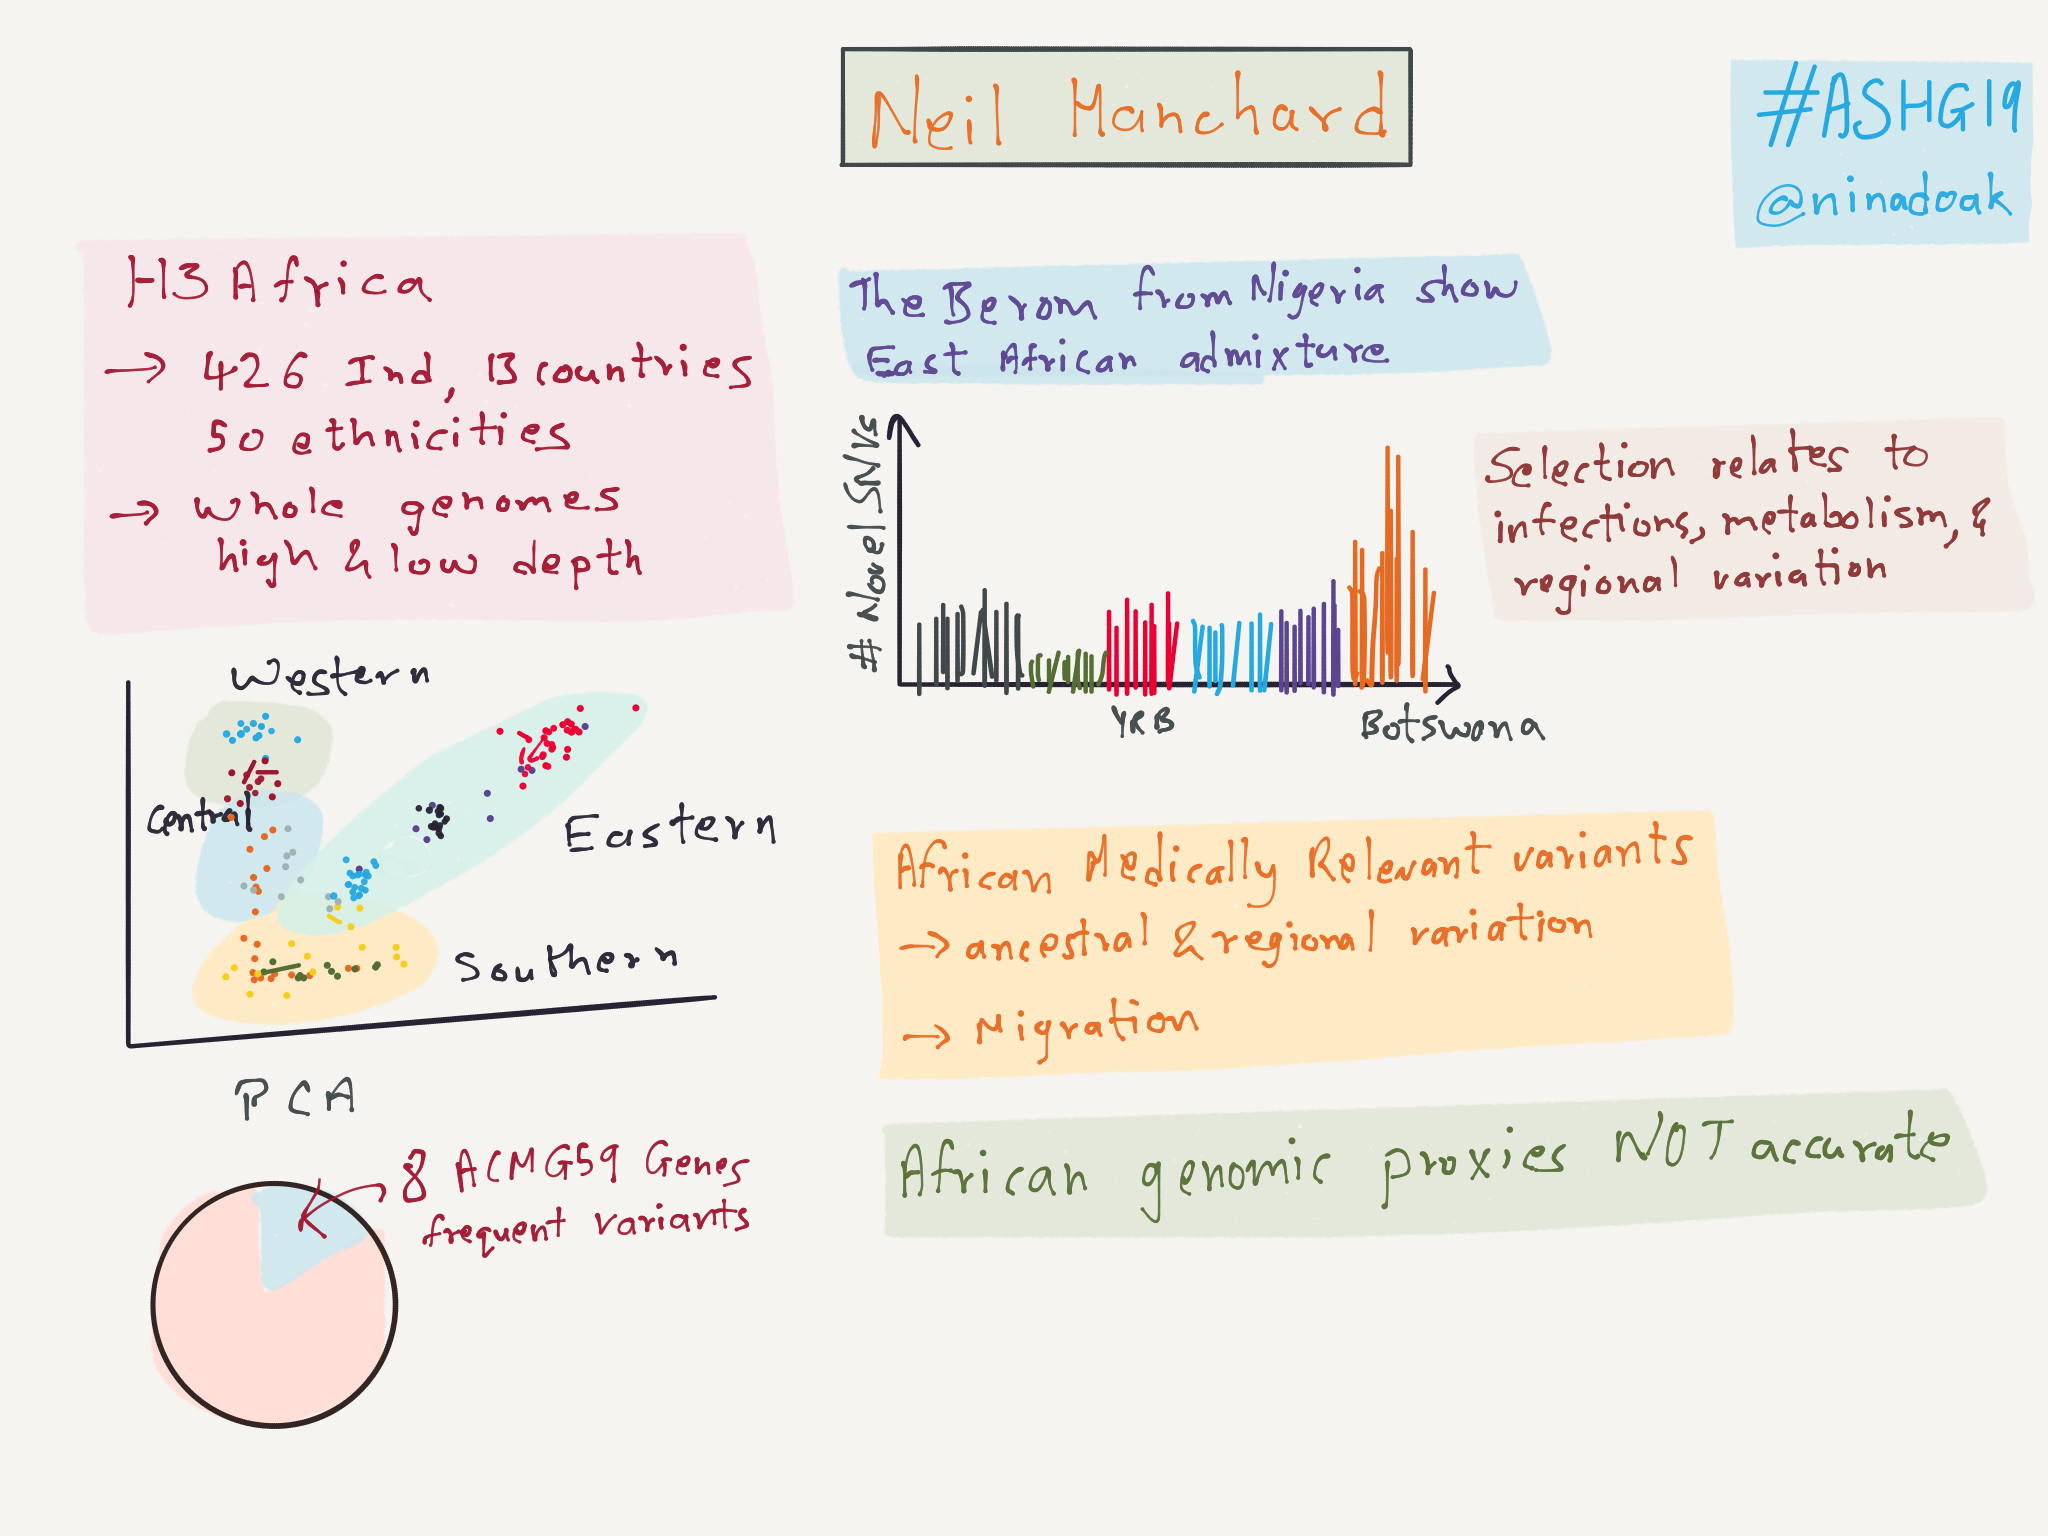 Neil Hanchard
#ASHG19
@ninadoak
H3 Africa
→ 426 Ind, 13 countries
50 ethnicities
→ whole genomes
high & low depth
The Berom from Nigeria show
East African admixture
# Novel SNVs
YRB
Botswana
Selection relates to
infections, metabolism, &
regional variation
Western
Central
Eastern
Southern
PCA
African Medically Relevant variants
→ ancestral & regional variation
→ Migration
8 ACMG59 Genes
frequent variants
African genomic proxies NOT accurate